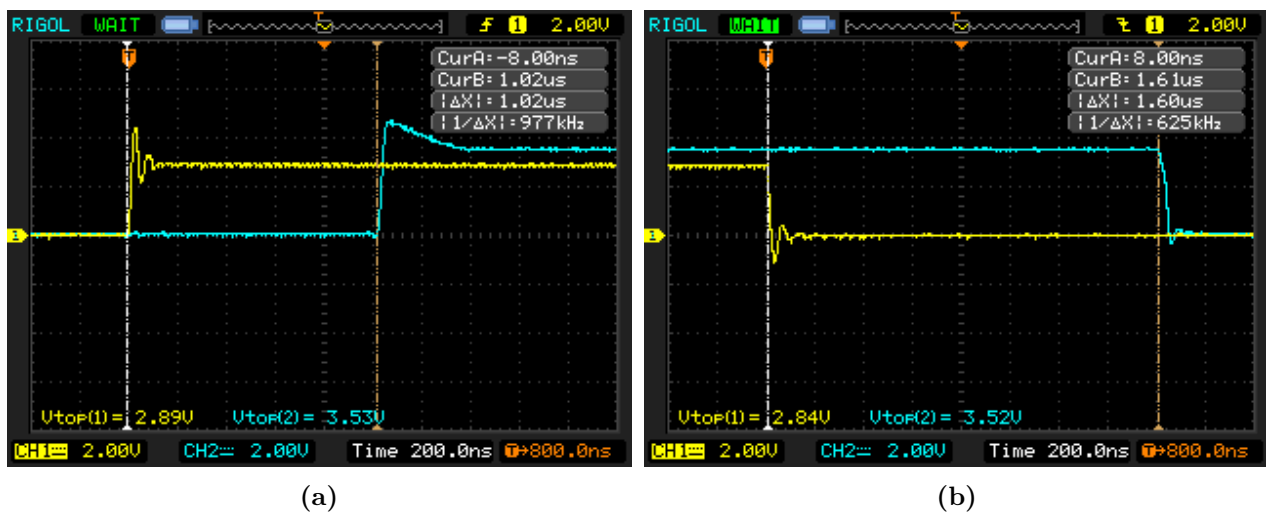 RIGOL WAIT T 1 2.00V
T
CurA:-8.00ns
CurB: 1.02us
|ΔX|: 1.02us
|1/ΔX|:977kHz
1
Vtop(1)= 2.89V Vtop(2)= 3.53V
CH1 2.00V CH2 2.00V Time 200.0ns T→800.0ns
(a)
RIGOL WAIT T 1 2.00V
T
CurA:8.00ns
CurB: 1.61us
|ΔX|: 1.60us
|1/ΔX|:625kHz
1
Vtop(1)= 2.84V Vtop(2)= 3.52V
CH1 2.00V CH2 2.00V Time 200.0ns T→800.0ns
(b)